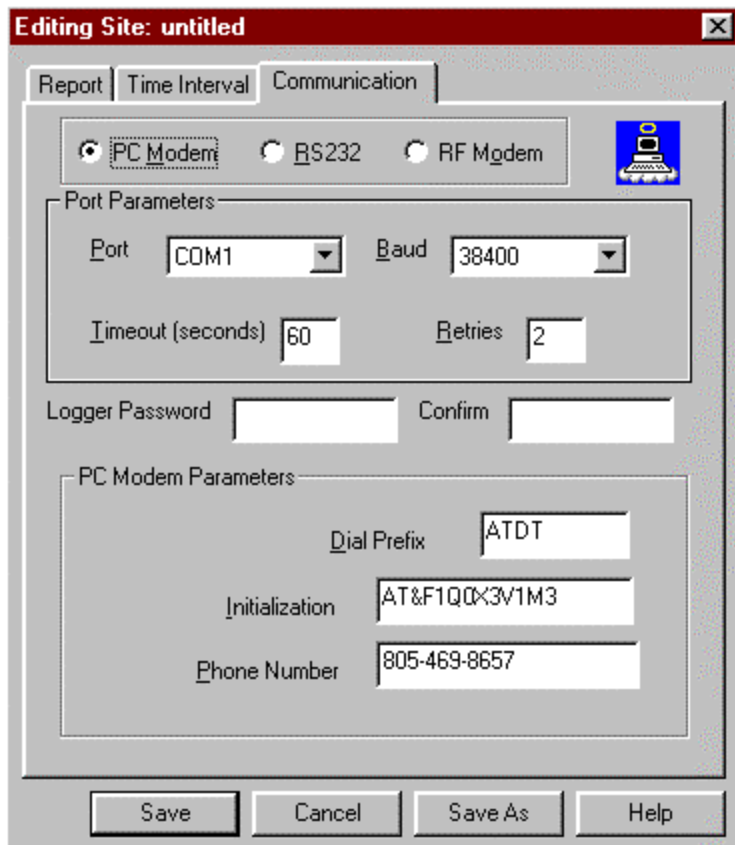 Editing Site: untitled
Report Time Interval Communication
PC Modem RS232 RF Modem
Port Parameters
Port COM1 Baud 38400
Timeout (seconds) 60 Retries 2
Logger Password Confirm
PC Modem Parameters
Dial Prefix ATDT
Initialization AT&F1Q0X3V1M3
Phone Number 805-469-8657
Save Cancel Save As Help